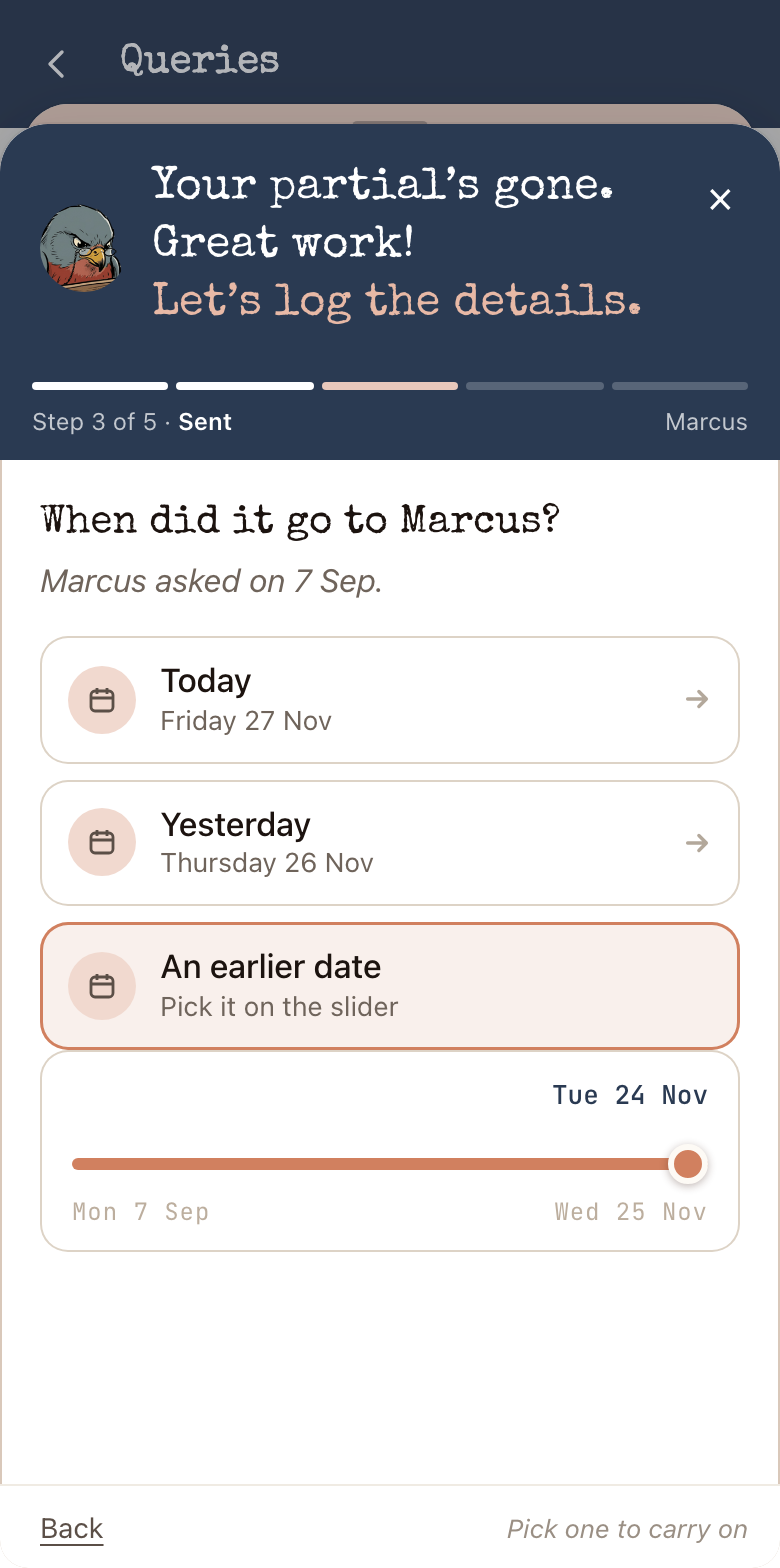 Queries
Your partial’s gone.
Great work!
Let’s log the details.
Step 3 of 5 · Sent
Marcus
When did it go to Marcus?
Marcus asked on 7 Sep.
Today
Friday 27 Nov
Yesterday
Thursday 26 Nov
An earlier date
Pick it on the slider
Tue 24 Nov
Mon 7 Sep
Wed 25 Nov
Back
Pick one to carry on